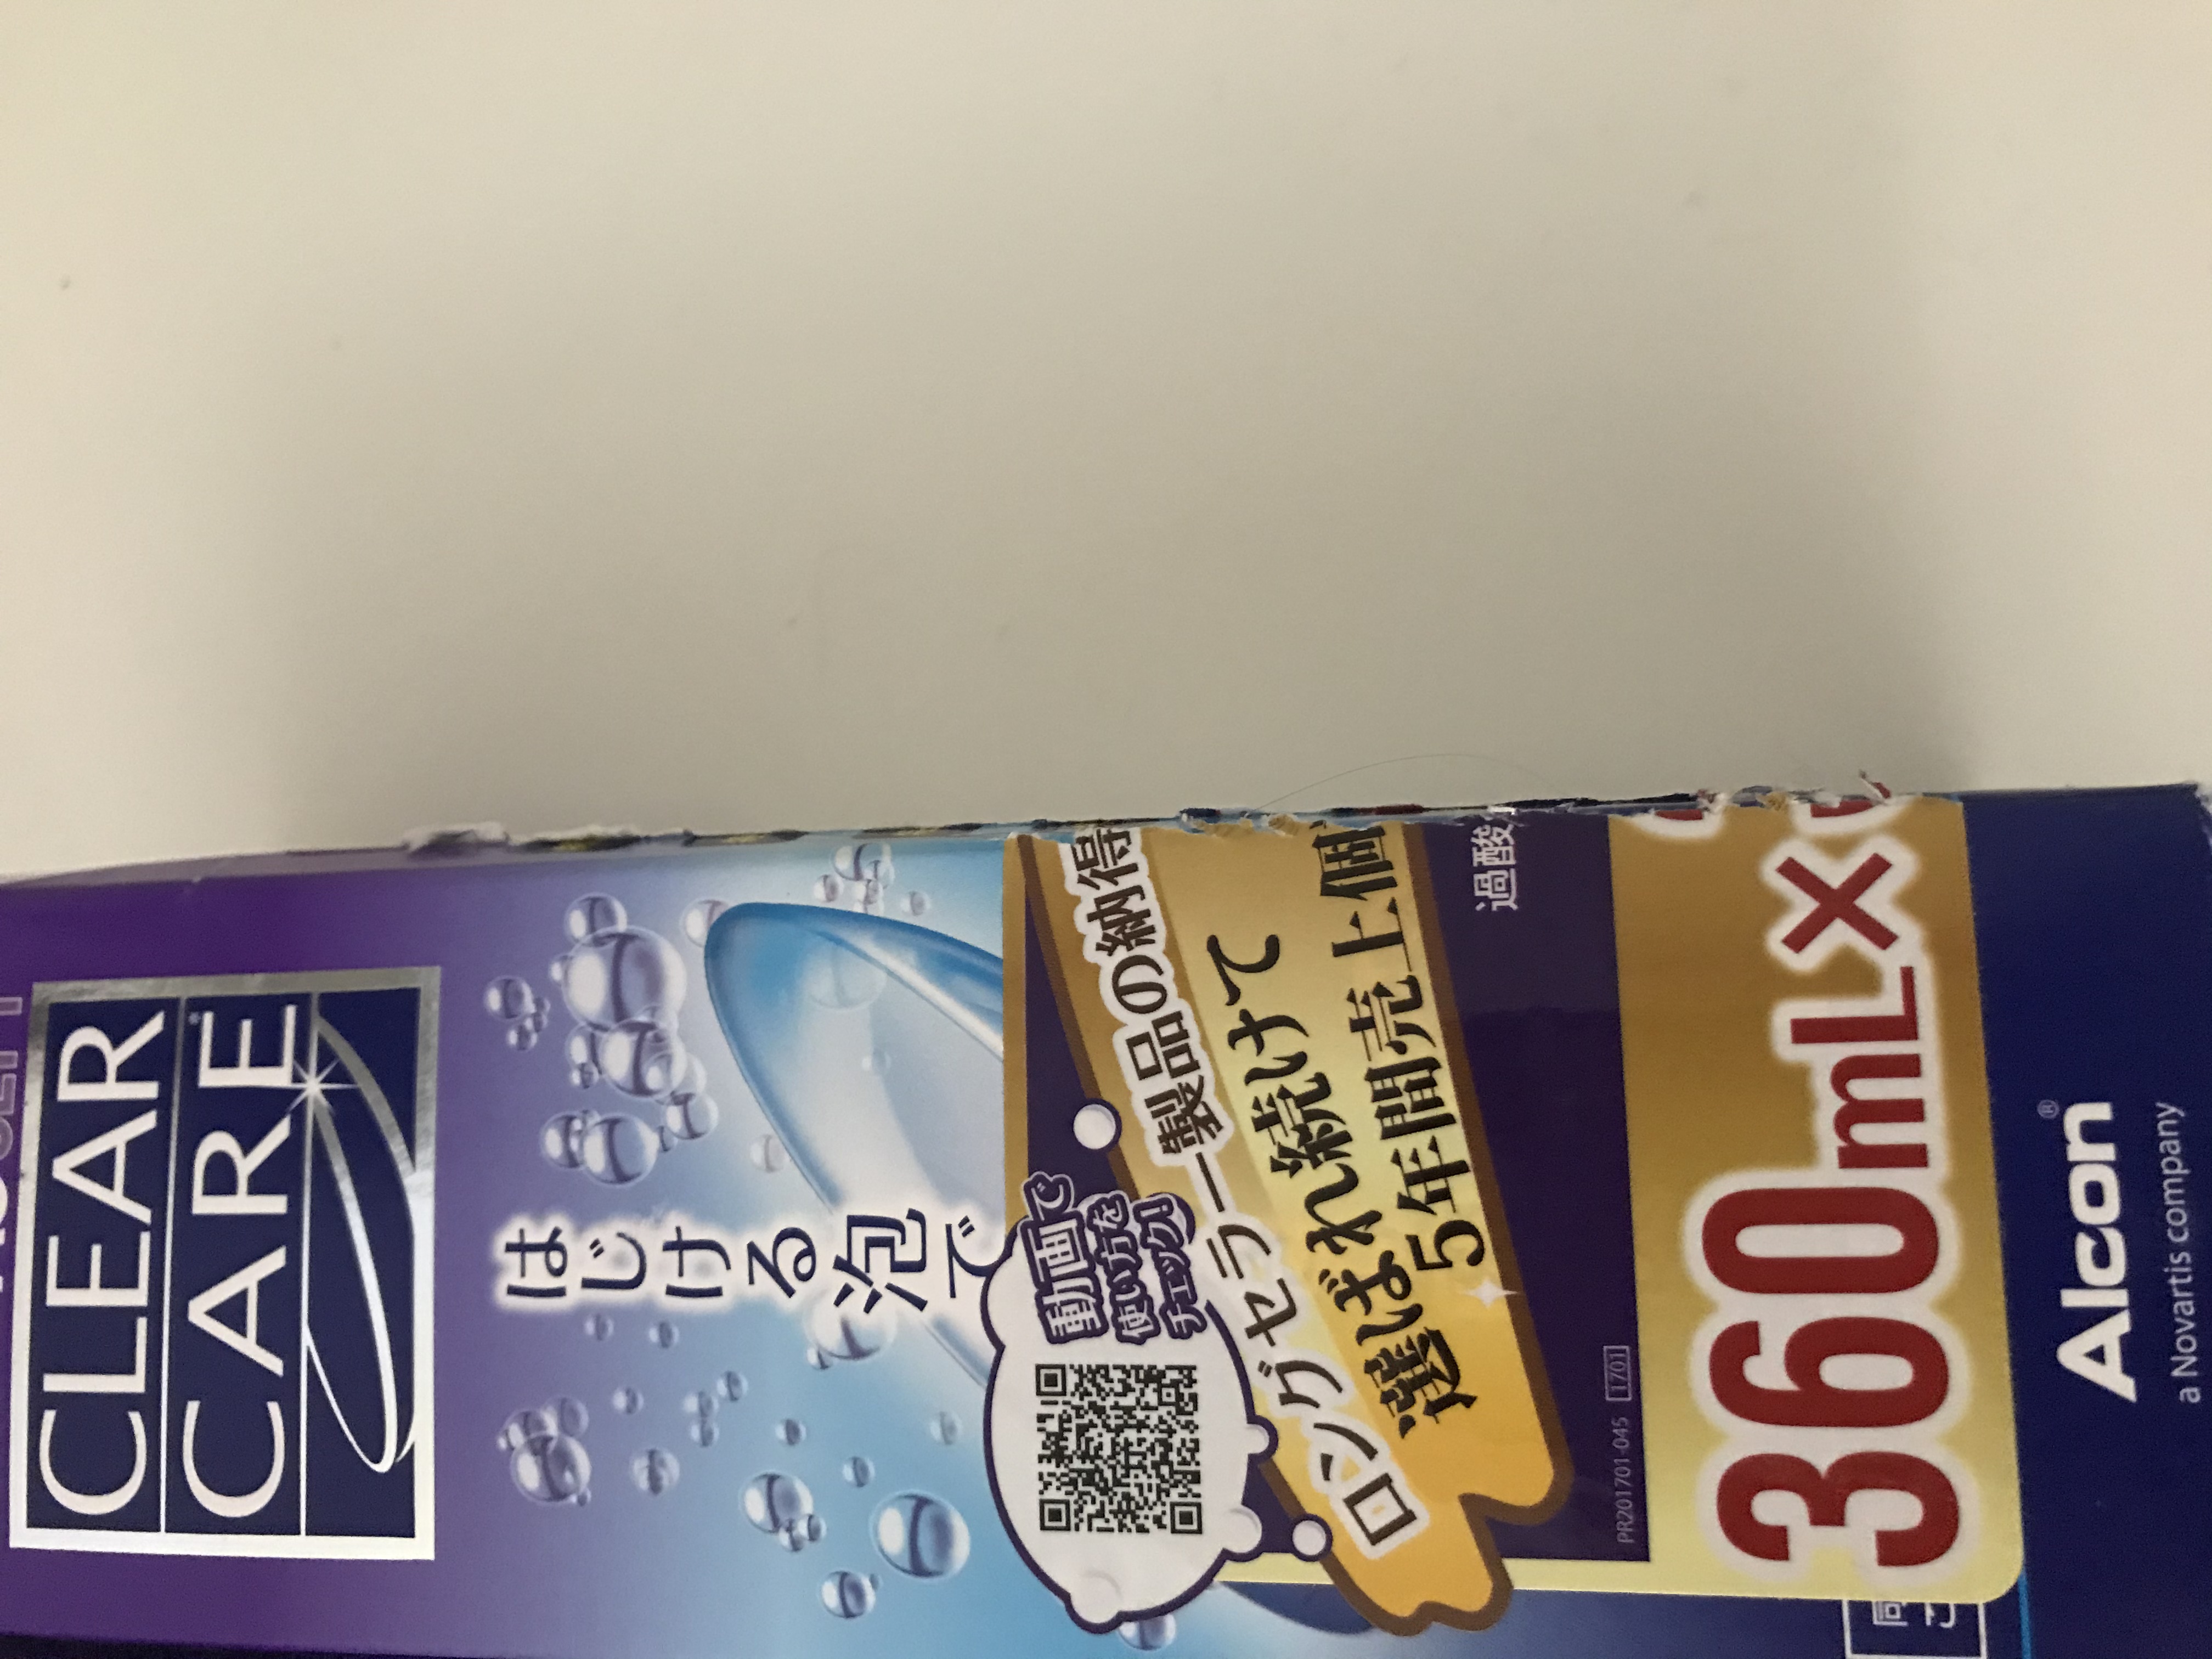 CLEAR
CARE
はじける泡で
動画で
使い方を
チェック!
ロングセラー製品の納得
選ばれ続けて
5年間売上個
過酸
PR201701-045 1701
360mL×
Alcon®
a Novartis company